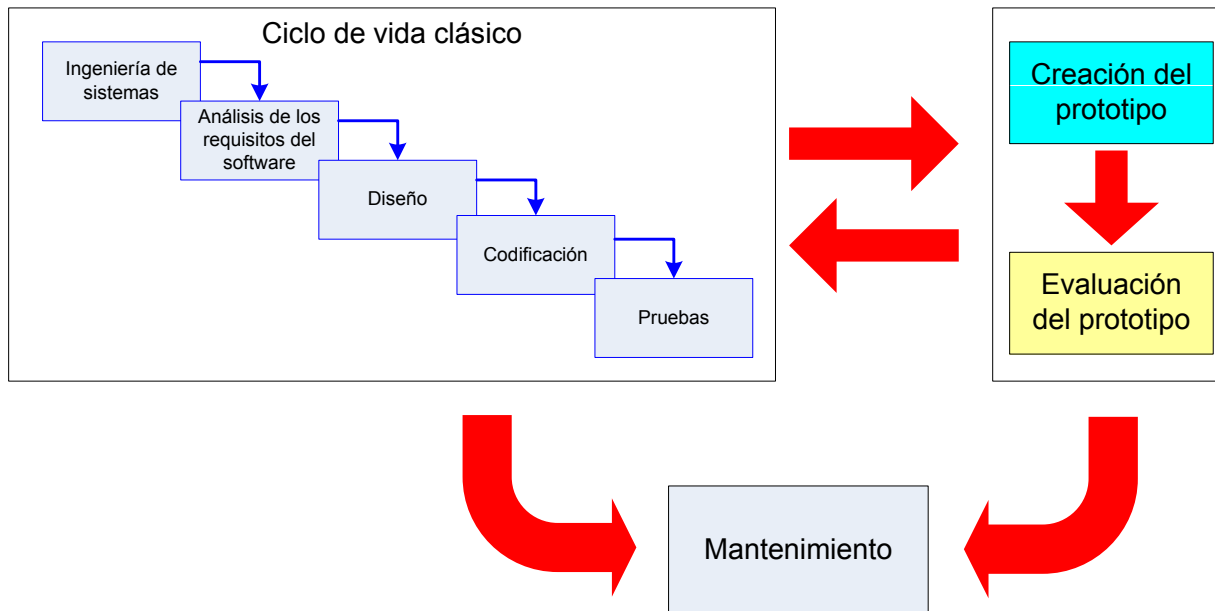 Ciclo de vida clásico
Ingeniería de
sistemas
Análisis de los
requisitos del
software
Diseño
Codificación
Pruebas
Creación del
prototipo
Evaluación
del prototipo
Mantenimiento